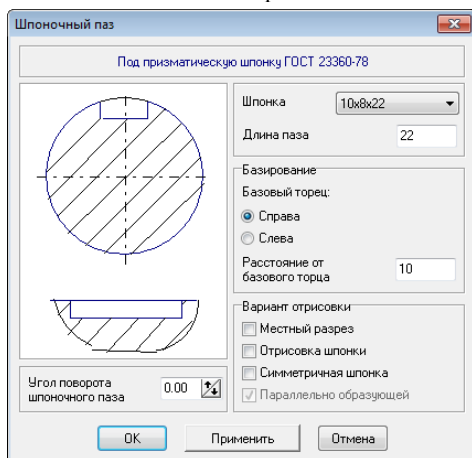 Шпоночный паз
Под призматическую шпонку ГОСТ 23360-78
Шпонка 10x8x22
Длина паза 22
Базирование
Базовый торец:
Справа
Слева
Расстояние от
базового торца 10
Вариант отрисовки
Местный разрез
Отрисовка шпонки
Симметричная шпонка
Параллельно образующей
Угол поворота
шпоночного паза 0.00
OK Применить Отмена